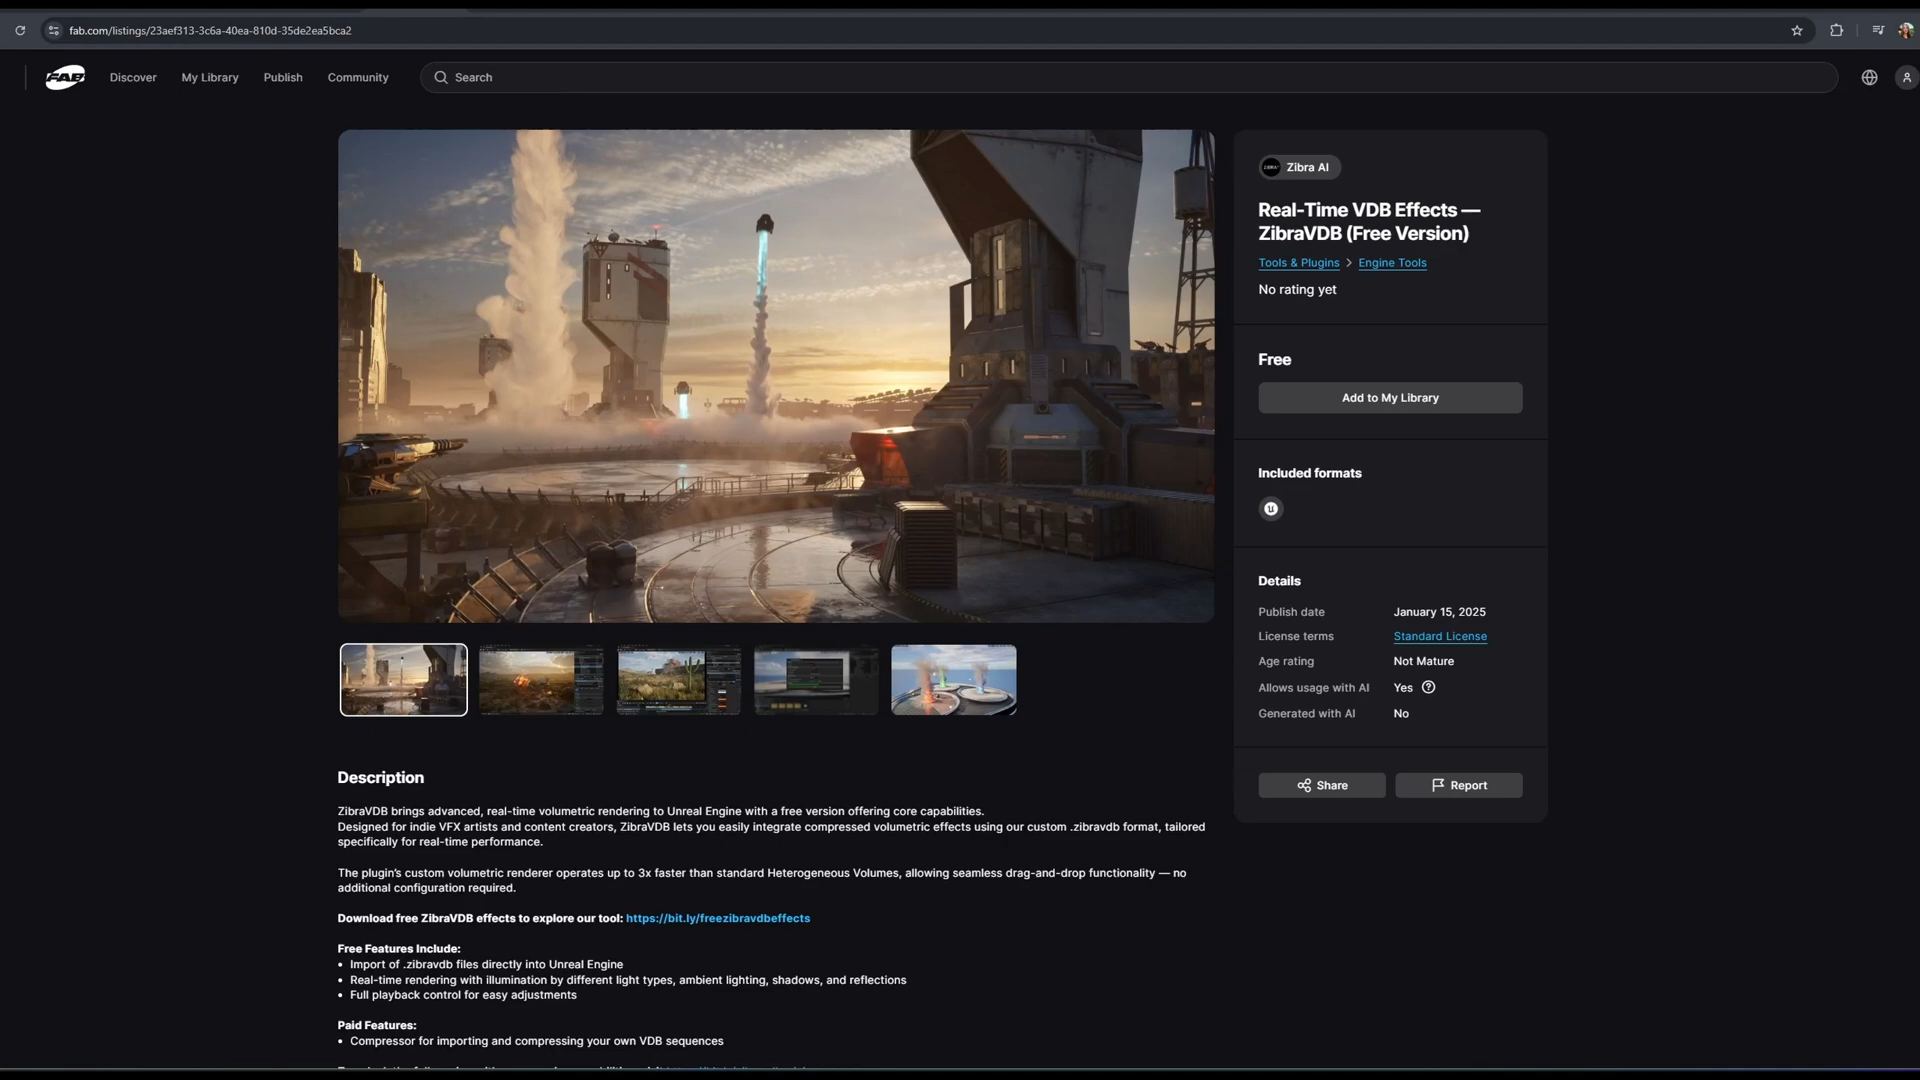 fab.com/listings/23aef313-3c6a-40ea-810d-35de2ea5bca2
FAB
Discover
My Library
Publish
Community
Search
Zibra AI
Real-Time VDB Effects —
ZibraVDB (Free Version)
Tools & Plugins > Engine Tools
No rating yet
Free
Add to My Library
Included formats
Details
Publish date January 15, 2025
License terms Standard License
Age rating Not Mature
Allows usage with AI Yes
Generated with AI No
Share
Report
Description
ZibraVDB brings advanced, real-time volumetric rendering to Unreal Engine with a free version offering core capabilities.
Designed for indie VFX artists and content creators, ZibraVDB lets you easily integrate compressed volumetric effects using our custom .zibravdb format, tailored
specifically for real-time performance.
The plugin's custom volumetric renderer operates up to 3x faster than standard Heterogeneous Volumes, allowing seamless drag-and-drop functionality — no
additional configuration required.
Download free ZibraVDB effects to explore our tool: https://bit.ly/freezibravdbeffects
Free Features Include:
• Import of .zibravdb files directly into Unreal Engine
• Real-time rendering with illumination by different light types, ambient lighting, shadows, and reflections
• Full playback control for easy adjustments
Paid Features:
• Compressor for importing and compressing your own VDB sequences